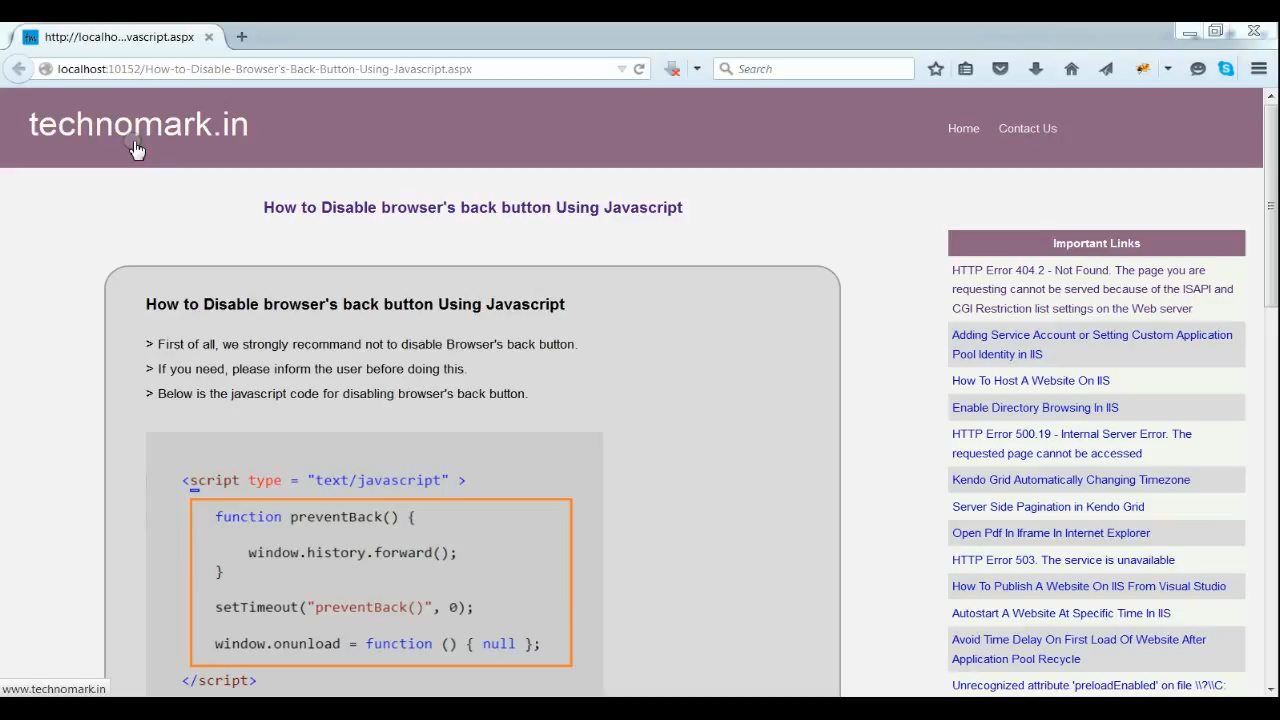 http://localho...vascript.aspx
localhost:10152/How-to-Disable-Browser's-Back-Button-Using-Javascript.aspx
Search
technomark.in
Home
Contact Us
How to Disable browser's back button Using Javascript
How to Disable browser's back button Using Javascript
> First of all, we strongly recommand not to disable Browser's back button.
> If you need, please inform the user before doing this.
> Below is the javascript code for disabling browser's back button.
<script type = "text/javascript" >
function preventBack() {
window.history.forward();
}
setTimeout("preventBack()", 0);
window.onunload = function () { null };
</script>
Important Links
HTTP Error 404.2 - Not Found. The page you are
requesting cannot be served because of the ISAPI and
CGI Restriction list settings on the Web server
Adding Service Account or Setting Custom Application
Pool Identity in IIS
How To Host A Website On IIS
Enable Directory Browsing In IIS
HTTP Error 500.19 - Internal Server Error. The
requested page cannot be accessed
Kendo Grid Automatically Changing Timezone
Server Side Pagination in Kendo Grid
Open Pdf In Iframe In Internet Explorer
HTTP Error 503. The service is unavailable
How To Publish A Website On IIS From Visual Studio
Autostart A Website At Specific Time In IIS
Avoid Time Delay On First Load Of Website After
Application Pool Recycle
Unrecognized attribute 'preloadEnabled' on file \\?\\C:
www.technomark.in